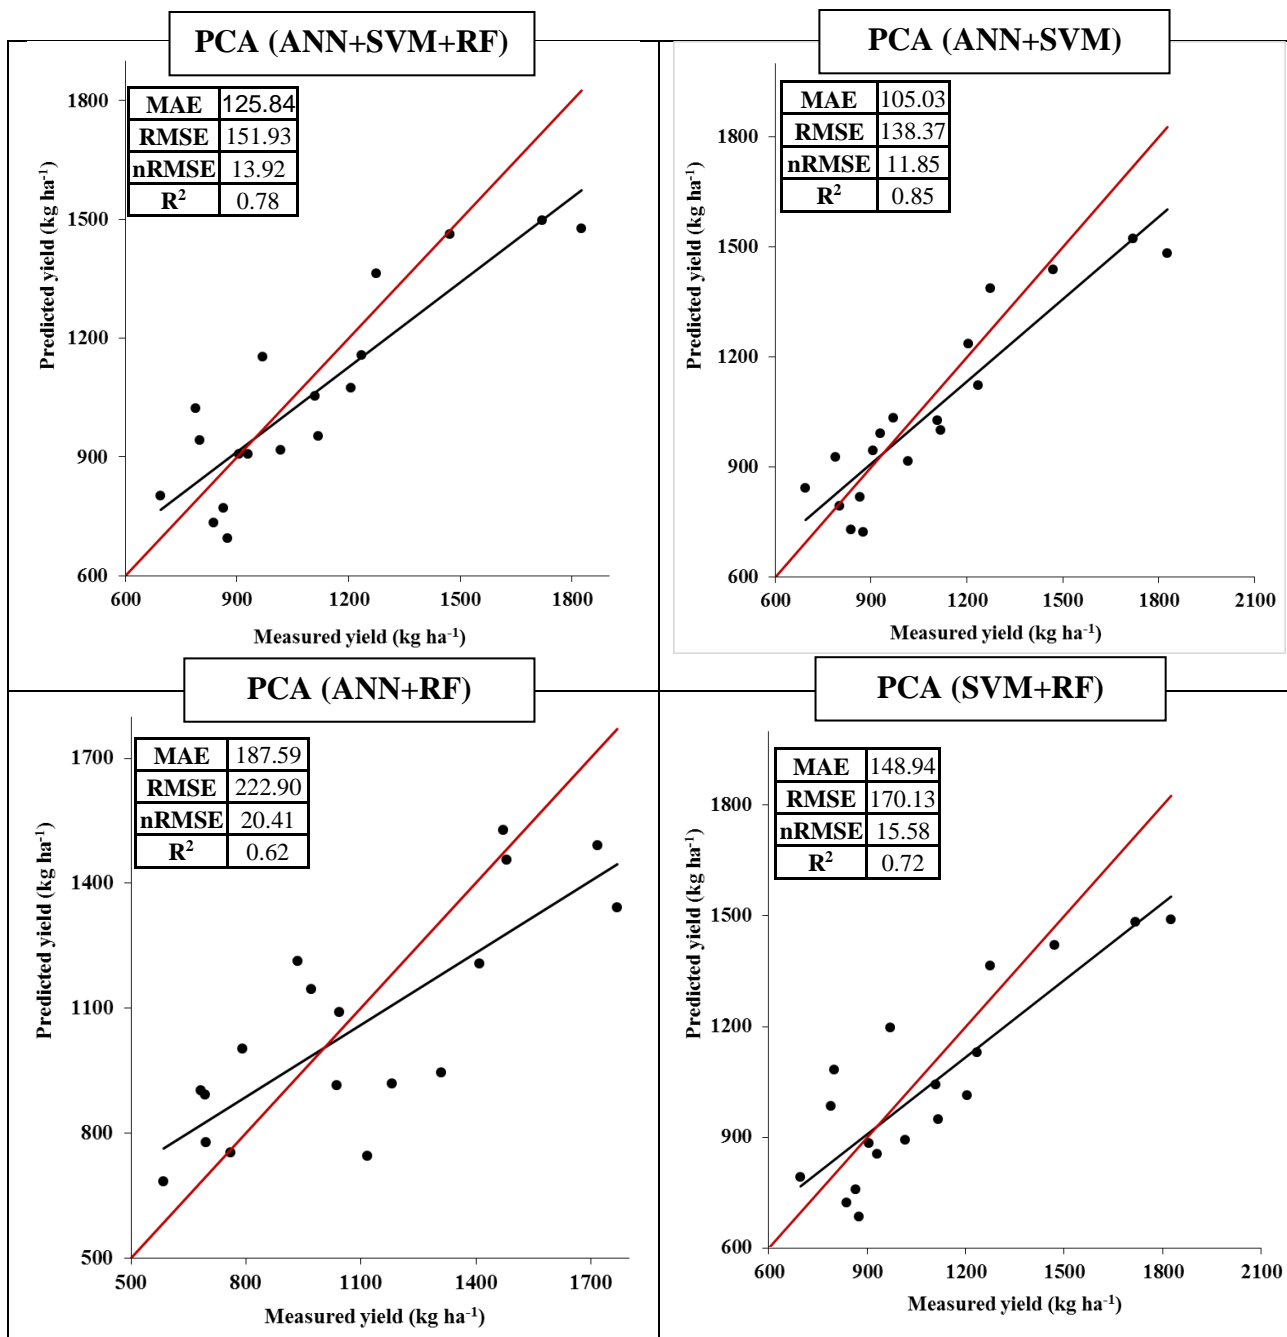 PCA (ANN+SVM+RF)
MAE 125.84
RMSE 151.93
nRMSE 13.92
R² 0.78
Predicted yield (kg ha⁻¹)
1800
1500
1200
900
600
600 900 1200 1500 1800
Measured yield (kg ha⁻¹)
PCA (ANN+SVM)
MAE 105.03
RMSE 138.37
nRMSE 11.85
R² 0.85
Predicted yield (kg ha⁻¹)
1800
1500
1200
900
600
600 900 1200 1500 1800 2100
Measured yield (kg ha⁻¹)
PCA (ANN+RF)
MAE 187.59
RMSE 222.90
nRMSE 20.41
R² 0.62
Predicted yield (kg ha⁻¹)
1700
1400
1100
800
500
500 800 1100 1400 1700
Measured yield (kg ha⁻¹)
PCA (SVM+RF)
MAE 148.94
RMSE 170.13
nRMSE 15.58
R² 0.72
Predicted yield (kg ha⁻¹)
1800
1500
1200
900
600
600 900 1200 1500 1800 2100
Measured yield (kg ha⁻¹)